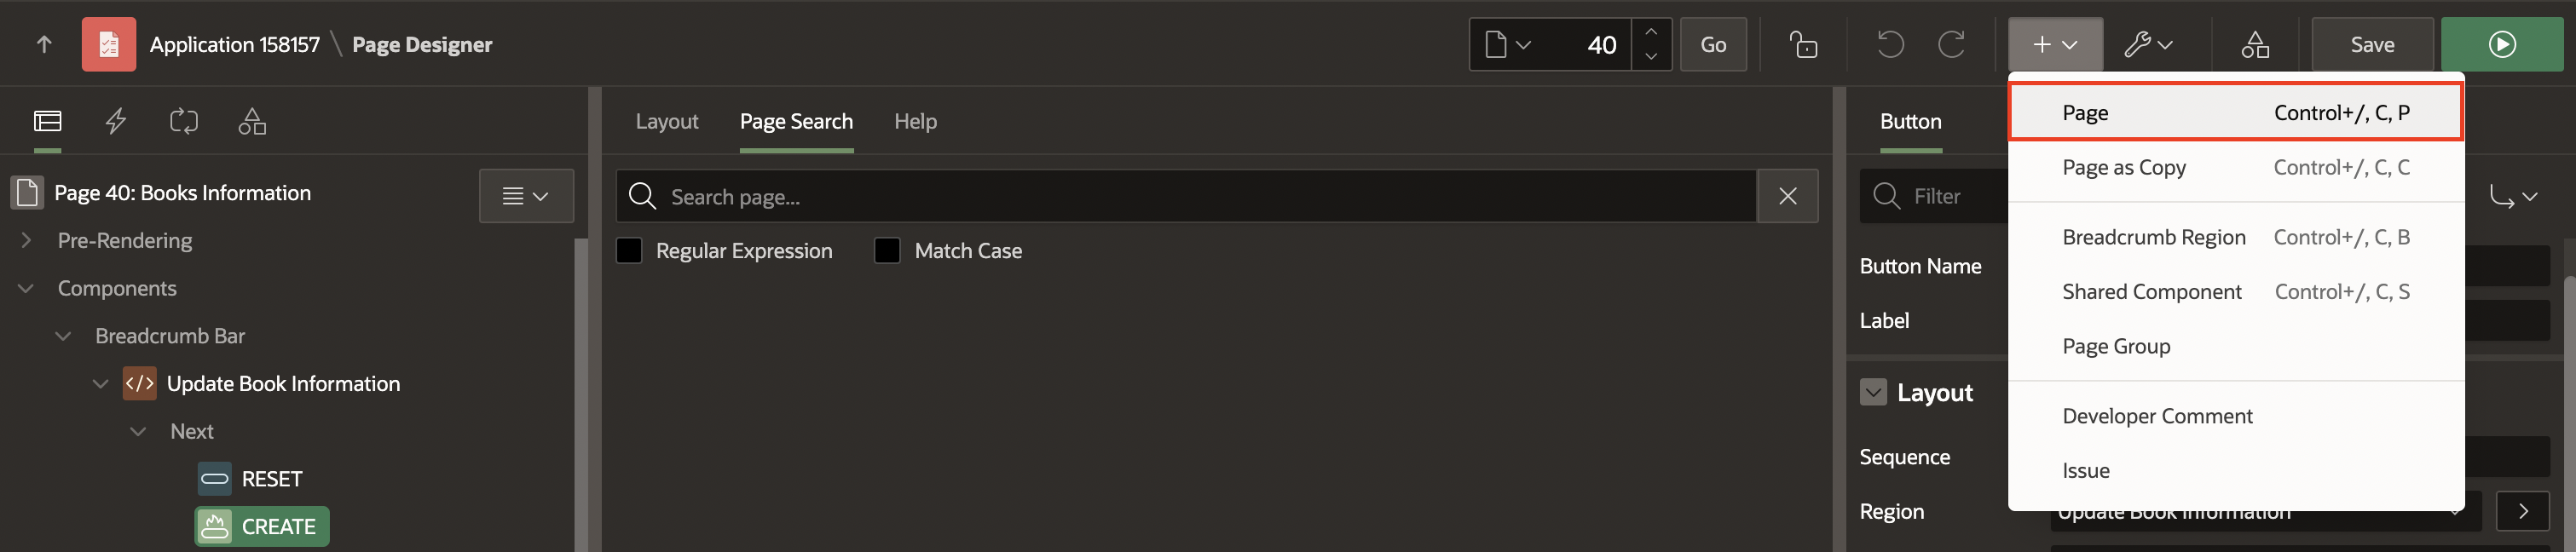 Application 158157 \ Page Designer
40
Go
Save
Layout
Page Search
Help
Button
Page Control+/, C, P
Page as Copy Control+/, C, C
Breadcrumb Region Control+/, C, B
Shared Component Control+/, C, S
Page Group
Developer Comment
Issue
Page 40: Books Information
Pre-Rendering
Components
Breadcrumb Bar
</> Update Book Information
Next
RESET
CREATE
Search page...
Regular Expression
Match Case
Filter
Button Name
Label
Layout
Sequence
Region
Update Book Information